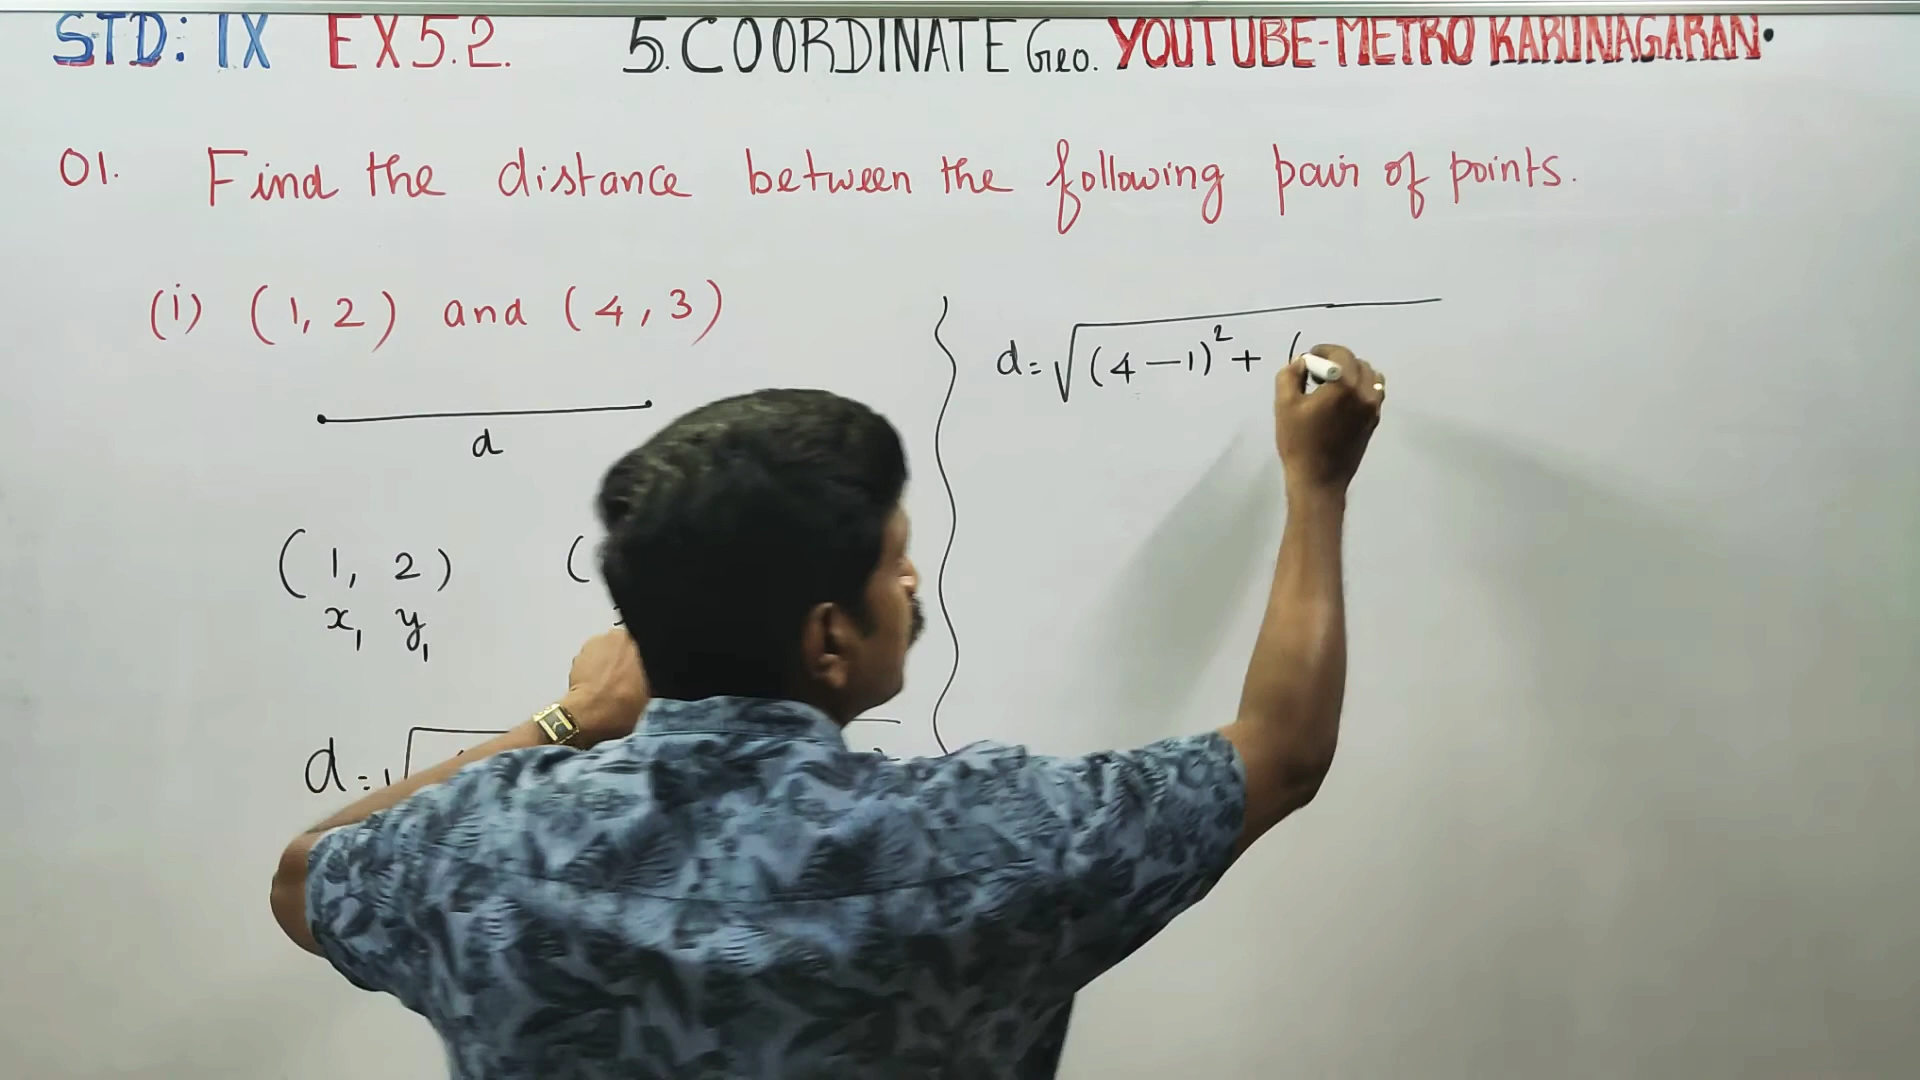 STD: IX EX 5.2. 5. COORDINATE Geo. YOUTUBE-METRO KARUNAGARAN.
01. Find the distance between the following pair of points.
(i) (1, 2) and (4, 3)
d
(1, 2) (
x₁ y₁
d = √
d = √(4 — 1)² + (